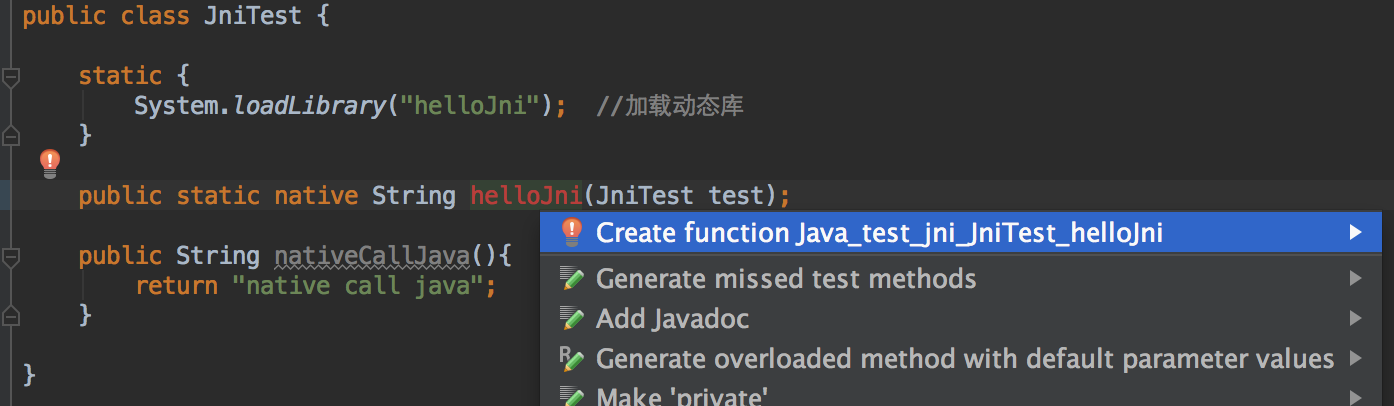 public class JniTest {
static {
System.loadLibrary("helloJni");  //加载动态库
}
public static native String helloJni(JniTest test);
Create function Java_test_jni_JniTest_helloJni
public String nativeCallJava(){
Generate missed test methods
return "native call java";
Add Javadoc
}
Generate overloaded method with default parameter values
}
Make 'private'